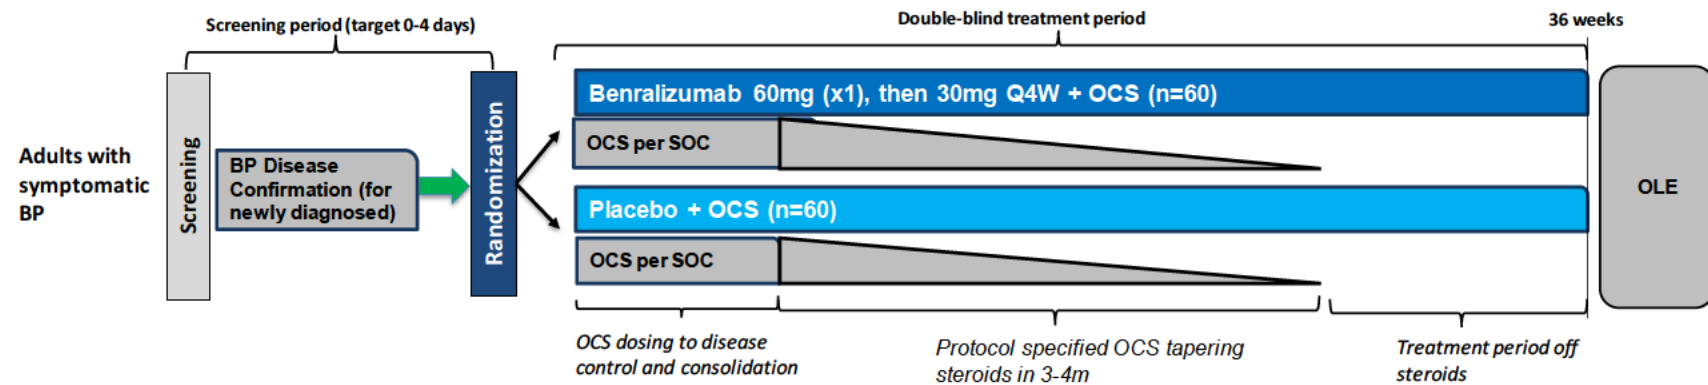 Screening period (target 0-4 days)
Double-blind treatment period
36 weeks
Adults with
symptomatic
BP
Screening
BP Disease
Confirmation (for
newly diagnosed)
Randomization
Benralizumab 60mg (x1), then 30mg Q4W + OCS (n=60)
OCS per SOC
Placebo + OCS (n=60)
OCS per SOC
OLE
OCS dosing to disease
control and consolidation
Protocol specified OCS tapering
steroids in 3-4m
Treatment period off
steroids